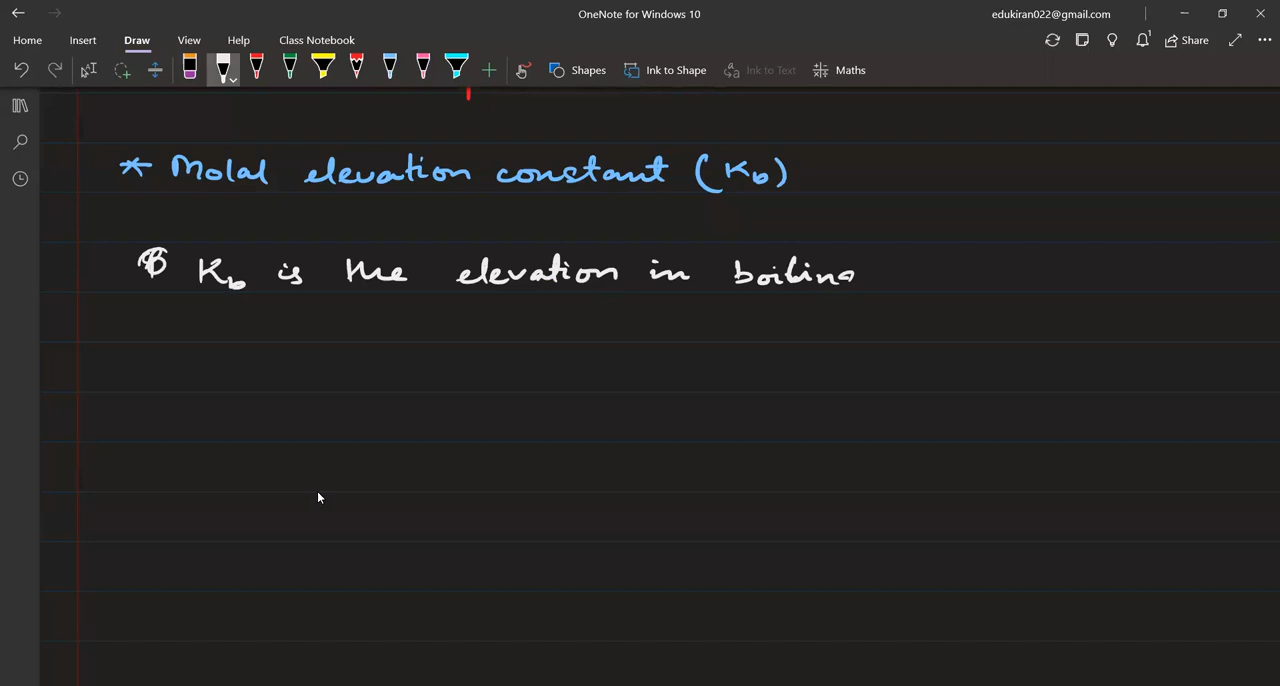 OneNote for Windows 10
edukiran022@gmail.com
Home Insert Draw View Help Class Notebook
Share
Shapes Ink to Shape Ink to Text Maths
* Molal elevation constant (Kb)
Kb is the elevation in boiling